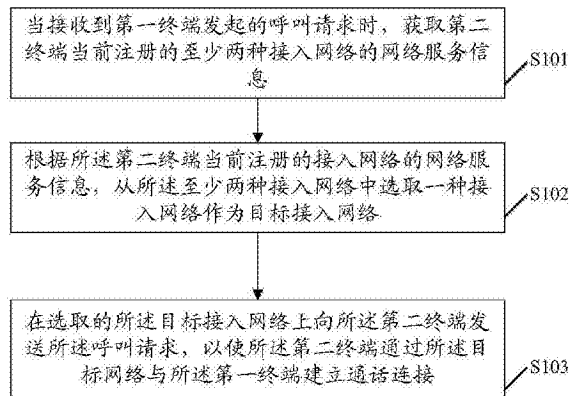 当接收到第一终端发起的呼叫请求时，获取第二
终端当前注册的至少两种接入网络的网络服务信
息
S101
根据所述第二终端当前注册的接入网络的网络服
务信息，从所述至少两种接入网络中选取一种接
入网络作为目标接入网络
S102
在选取的所述目标接入网络上向所述第二终端发
送所述呼叫请求，以使所述第二终端通过所述目
标网络与所述第一终端建立通话连接
S103